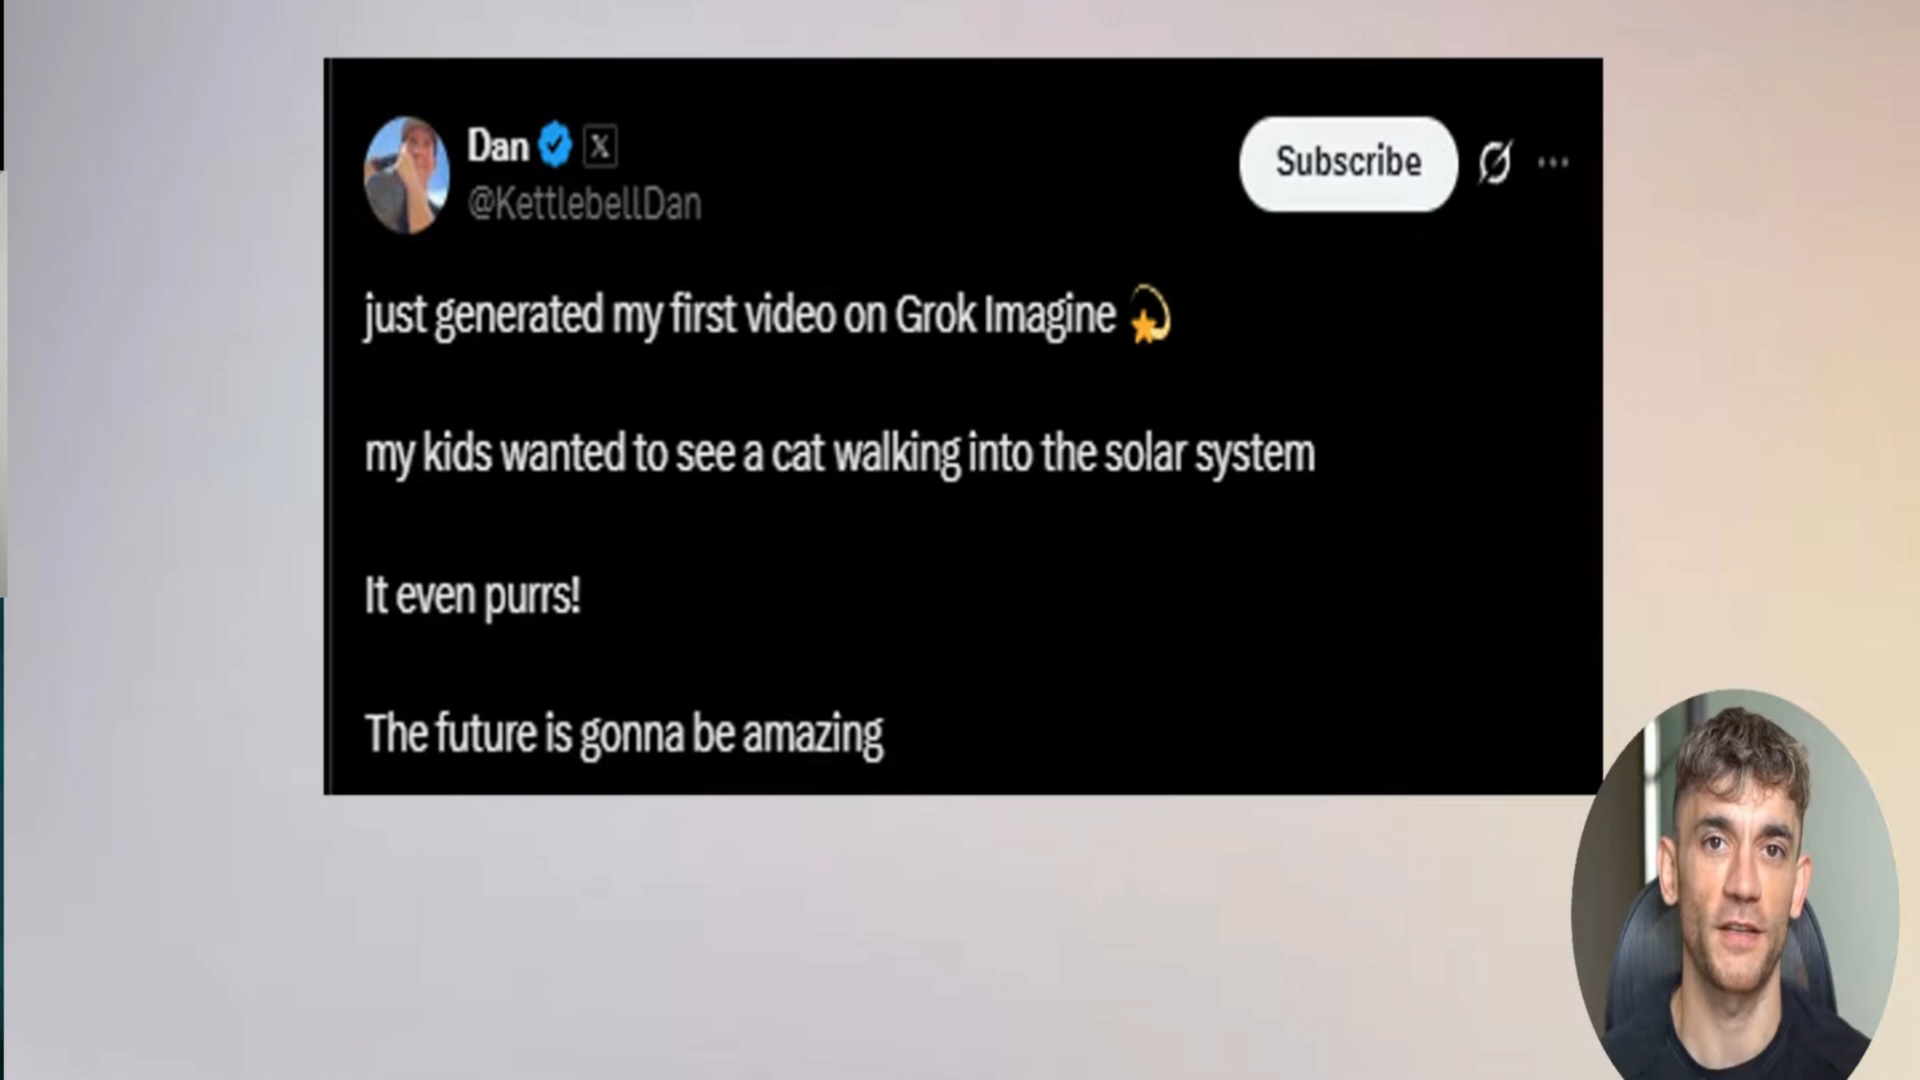 Dan
@KettlebellDan
Subscribe
just generated my first video on Grok Imagine 💫
my kids wanted to see a cat walking into the solar system
It even purrs!
The future is gonna be amazing